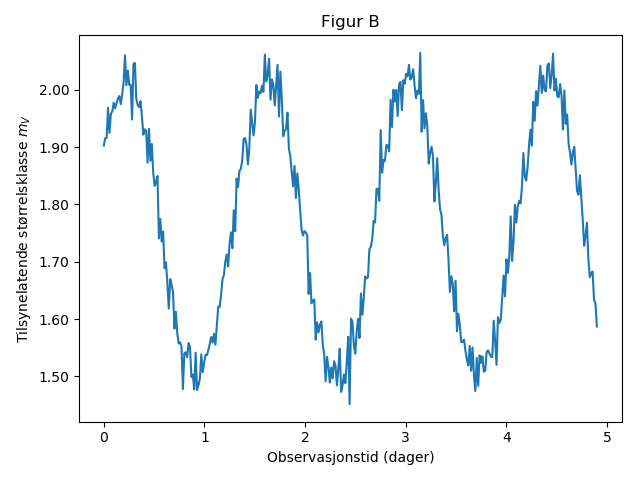 Figur B
Tilsynelatende størrelsklasse $m_V$
2.00
1.90
1.80
1.70
1.60
1.50
0 1 2 3 4 5
Observasjonstid (dager)